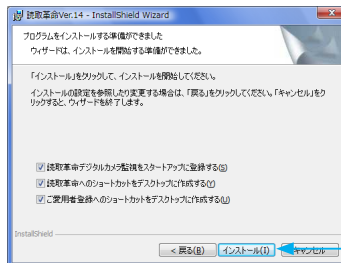 読取革命Ver.14 - InstallShield Wizard
プログラムをインストールする準備ができました
ウィザードは、インストールを開始する準備ができました。
「インストール」をクリックして、インストールを開始してください。
インストールの設定を参照したり変更する場合は、「戻る」をクリックしてください。「キャンセル」をク
リックすると、ウィザードを終了します。
読取革命デジタルカメラ監視をスタートアップに登録する(S)
読取革命へのショートカットをデスクトップに作成する(Y)
ご愛用者登録へのショートカットをデスクトップに作成する(U)
InstallShield
< 戻る(B) インストール(I) キャンセル